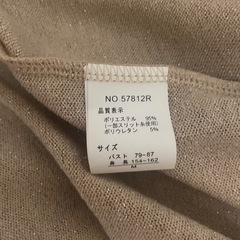 NO 57812R
品質表示
ポリエステル 95%
(一部スリット糸使用)
ポリウレタン 5%
サイズ
バスト 79-87
身長 154-162
M